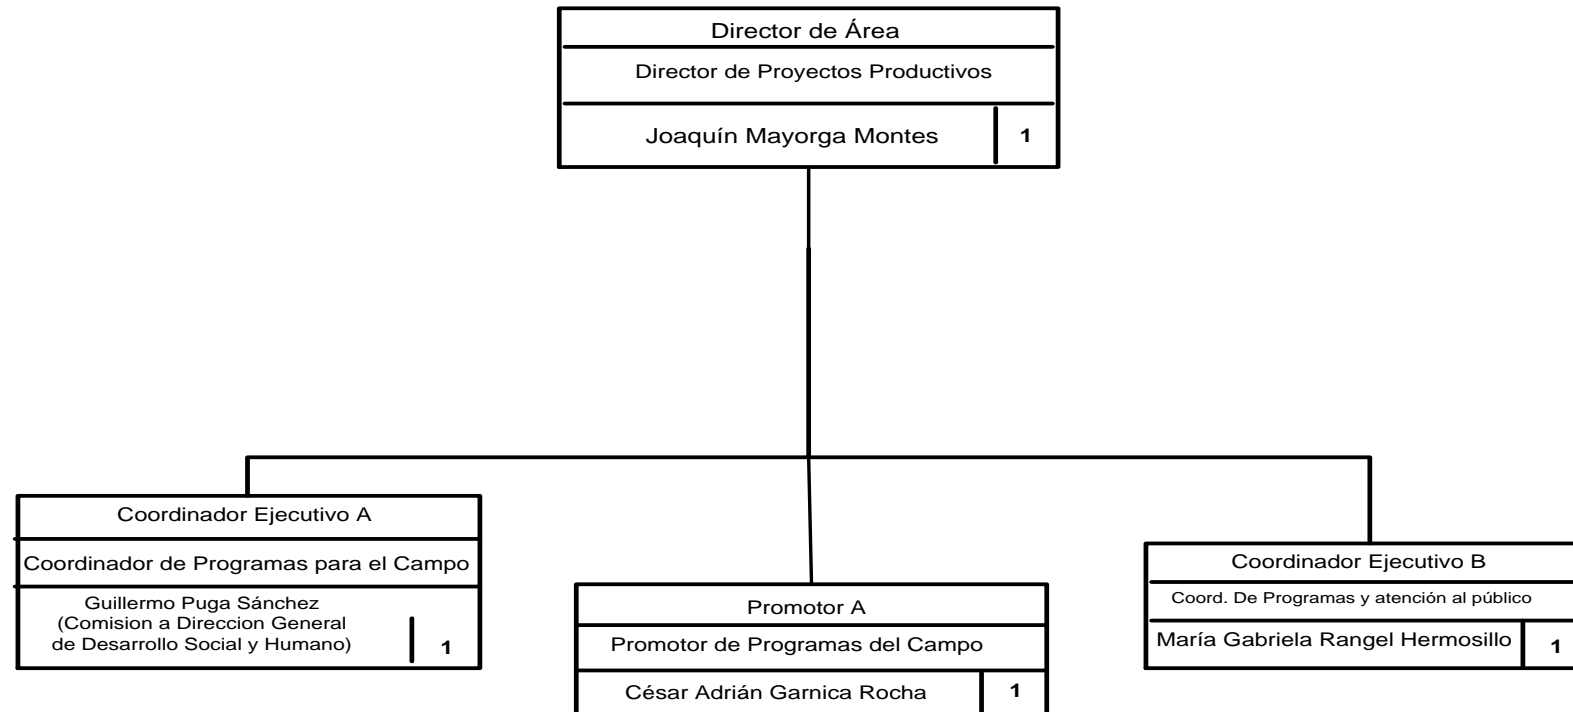 Director de Área
Director de Proyectos Productivos
Joaquín Mayorga Montes
1
Coordinador Ejecutivo A
Coordinador de Programas para el Campo
Guillermo Puga Sánchez
(Comision a Direccion General
de Desarrollo Social y Humano)
1
Promotor A
Promotor de Programas del Campo
César Adrián Garnica Rocha
1
Coordinador Ejecutivo B
Coord. De Programas y atención al público
María Gabriela Rangel Hermosillo
1